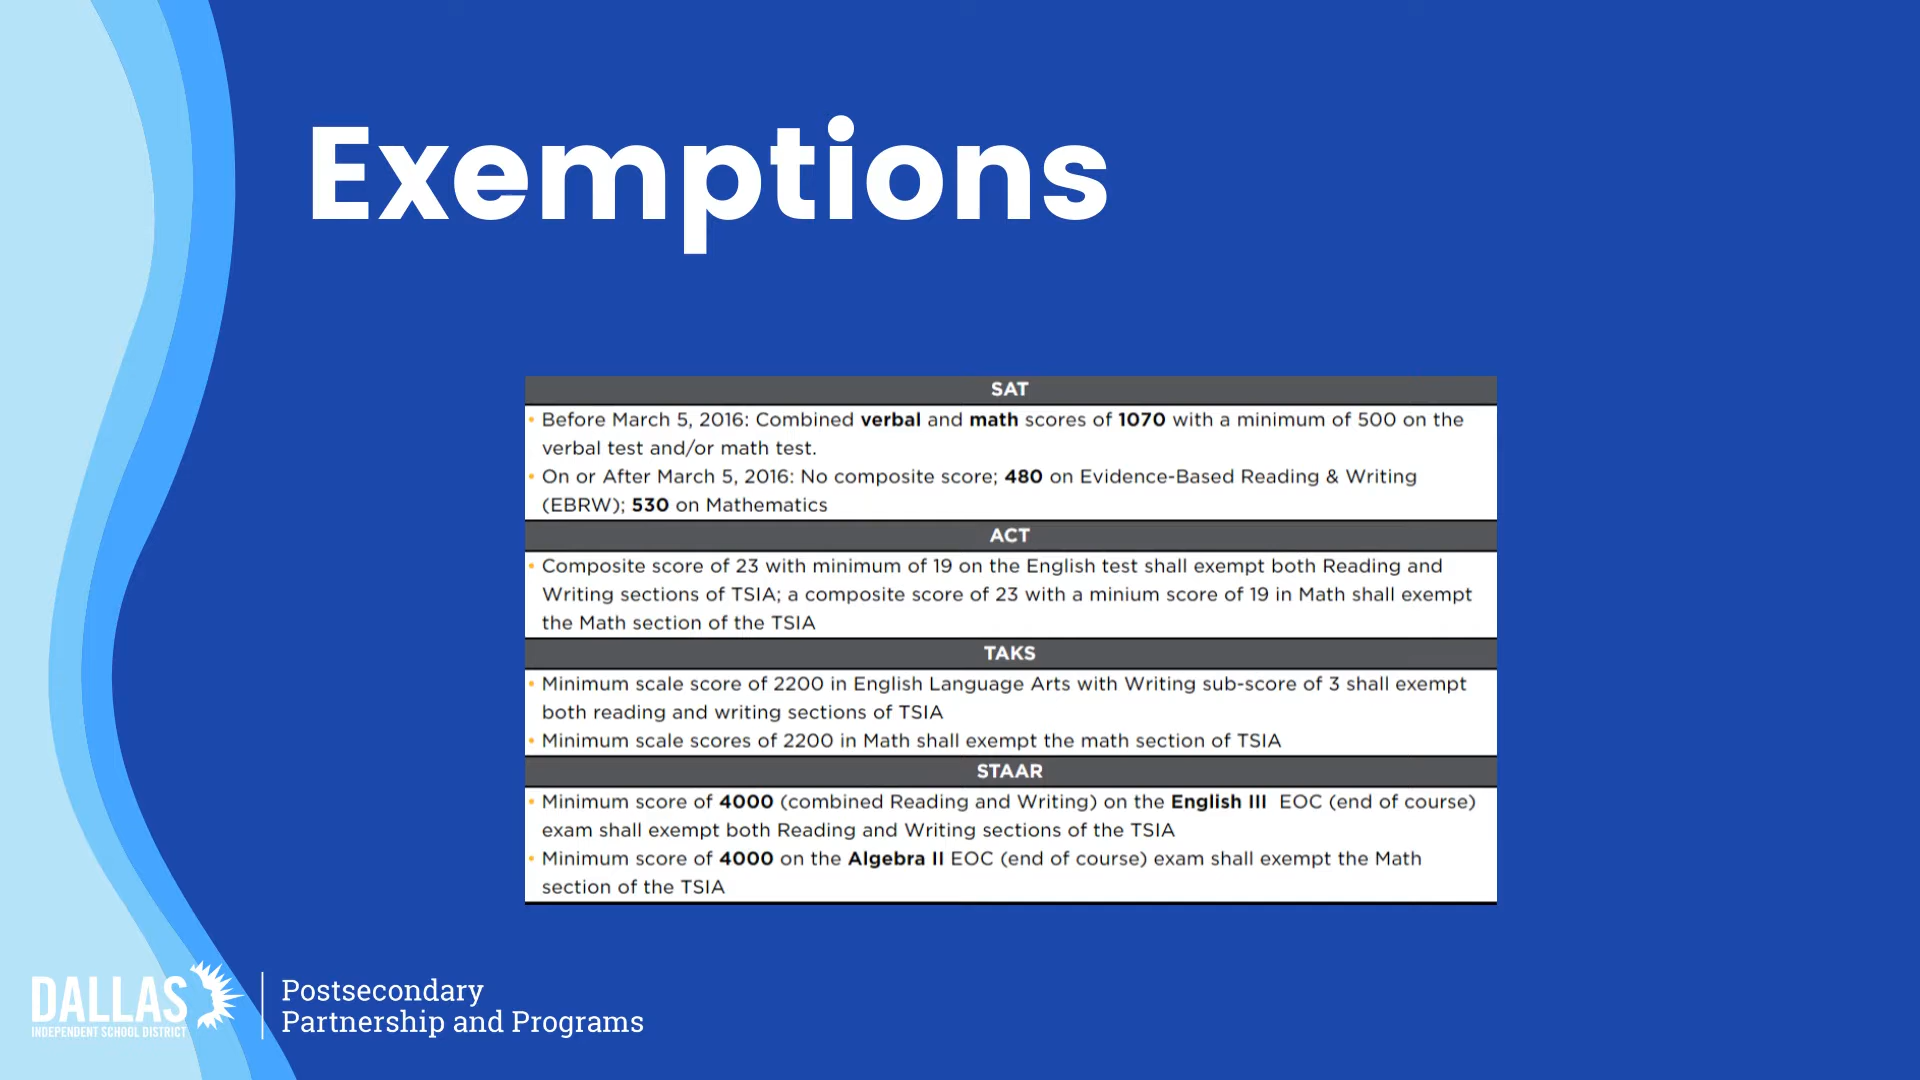 Exemptions
SAT
• Before March 5, 2016: Combined verbal and math scores of 1070 with a minimum of 500 on the
verbal test and/or math test.
• On or After March 5, 2016: No composite score; 480 on Evidence-Based Reading & Writing
(EBRW); 530 on Mathematics
ACT
• Composite score of 23 with minimum of 19 on the English test shall exempt both Reading and
Writing sections of TSIA; a composite score of 23 with a minium score of 19 in Math shall exempt
the Math section of the TSIA
TAKS
• Minimum scale score of 2200 in English Language Arts with Writing sub-score of 3 shall exempt
both reading and writing sections of TSIA
• Minimum scale scores of 2200 in Math shall exempt the math section of TSIA
STAAR
• Minimum score of 4000 (combined Reading and Writing) on the English III EOC (end of course)
exam shall exempt both Reading and Writing sections of the TSIA
• Minimum score of 4000 on the Algebra II EOC (end of course) exam shall exempt the Math
section of the TSIA
DALLAS
INDEPENDENT SCHOOL DISTRICT
Postsecondary
Partnership and Programs